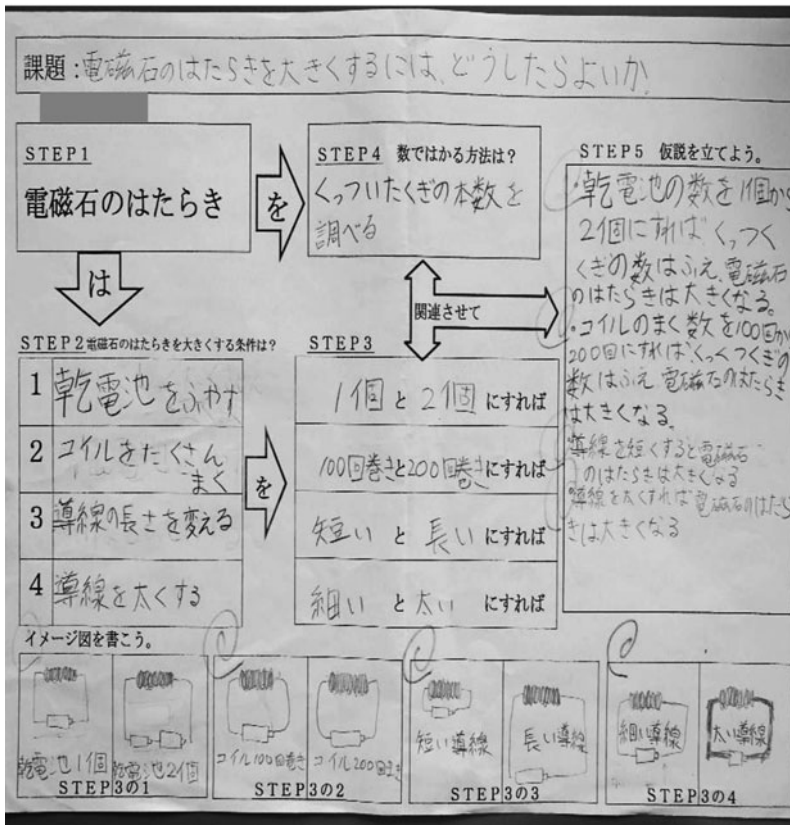 課題:電磁石のはたらきを大きくするには、どうしたらよいか。
STEP1
電磁石のはたらき
を
は
STEP4 数ではかる方法は?
くっついたくぎの本数を
調べる
関連させて
STEP2 電磁石のはたらきを大きくする条件は?
1 乾電池をふやす
2 コイルをたくさん
まく
3 導線の長さを変える
4 導線を太くする
を
STEP3
1個と2個にすれば
100回巻きと200回巻きにすれば
短いと長いにすれば
細いと太いにすれば
STEP5 仮説を立てよう。
・乾電池の数を1個から
2個にすればくっつく
くぎの数はふえ、電磁石
のはたらきは大きくなる。
・コイルのまく数を100回から
200回にすればくっつくぎの
数はふえ、電磁石のはたらき
は大きくなる。
・導線を短くすると電磁石
のはたらきは大きくなる
・導線を太くすれば電磁石のはたら
きは大きくなる
イメージ図を書こう。
乾電池1個
乾電池2個
STEP3の1
コイル100回巻き
コイル200回まき
STEP3の2
短い導線
長い導線
STEP3の3
細い導線
太い導線
STEP3の4